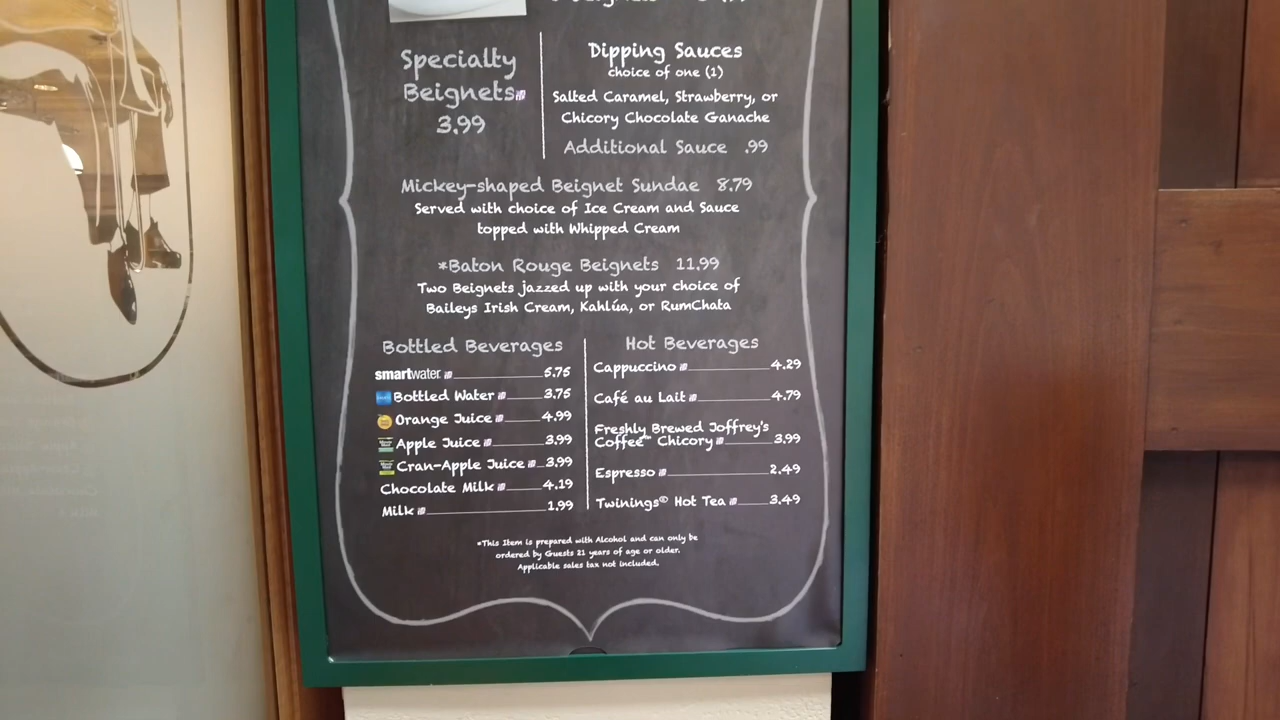 Specialty
Beignets
3.99
Dipping Sauces
choice of one (1)
Salted Caramel, Strawberry, or
Chicory Chocolate Ganache
Additional Sauce .99
Mickey-shaped Beignet Sundae 8.79
Served with choice of Ice Cream and Sauce
topped with Whipped Cream
*Baton Rouge Beignets 11.99
Two Beignets jazzed up with your choice of
Baileys Irish Cream, Kahlúa, or RumChata
Bottled Beverages
smartwater 5.75
Bottled Water 3.75
Orange Juice 4.99
Apple Juice 3.99
Cran-Apple Juice 3.99
Chocolate Milk 4.19
Milk 1.99
Hot Beverages
Cappuccino 4.29
Café au Lait 4.79
Freshly Brewed Joffrey's
Coffee™ Chicory 3.99
Espresso 2.49
Twinings® Hot Tea 3.49
*This Item is prepared with Alcohol and can only be
ordered by Guests 21 years of age or older.
Applicable sales tax not included.